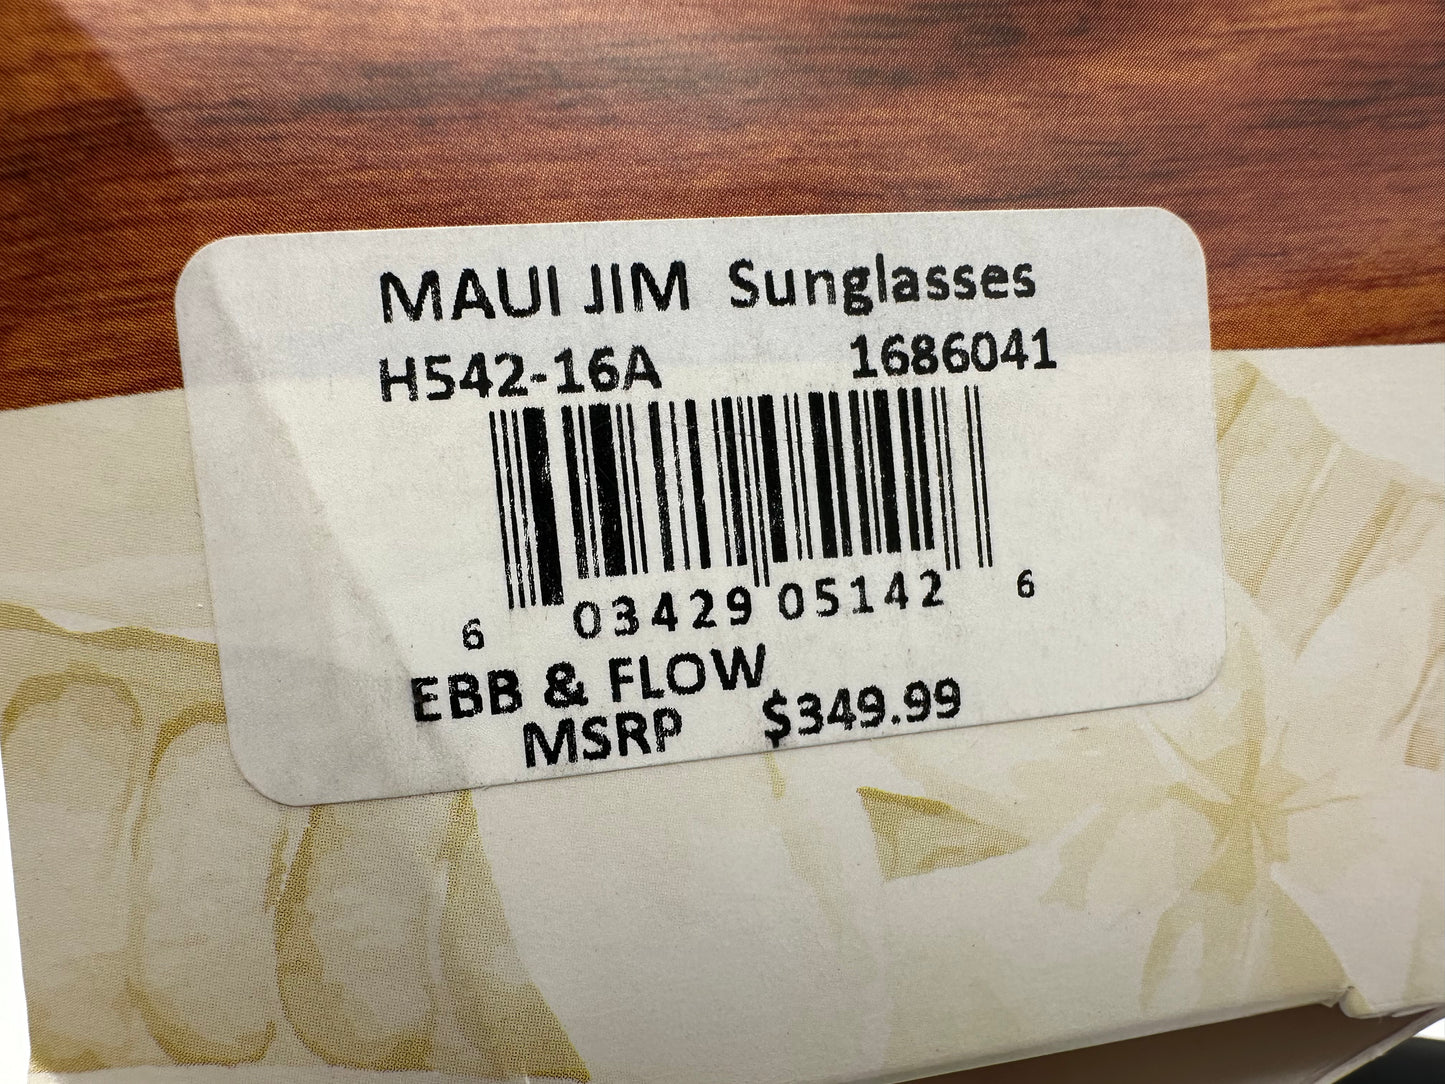 MAUI JIM Sunglasses
H542-16A 1686041
6 03429 05142 6
EBB & FLOW
MSRP $349.99